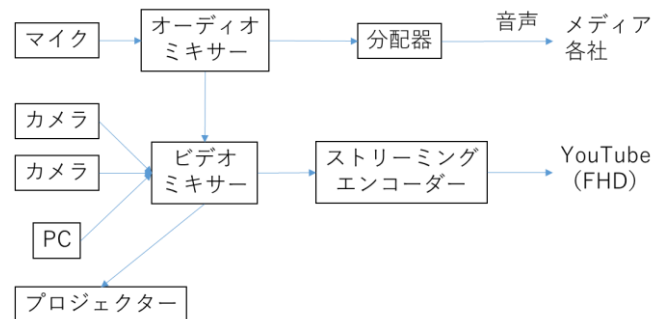 マイク
オーディオ
ミキサー
分配器
音声
メディア
各社
カメラ
カメラ
ビデオ
ミキサー
ストリーミング
エンコーダー
YouTube
（FHD）
PC
プロジェクター